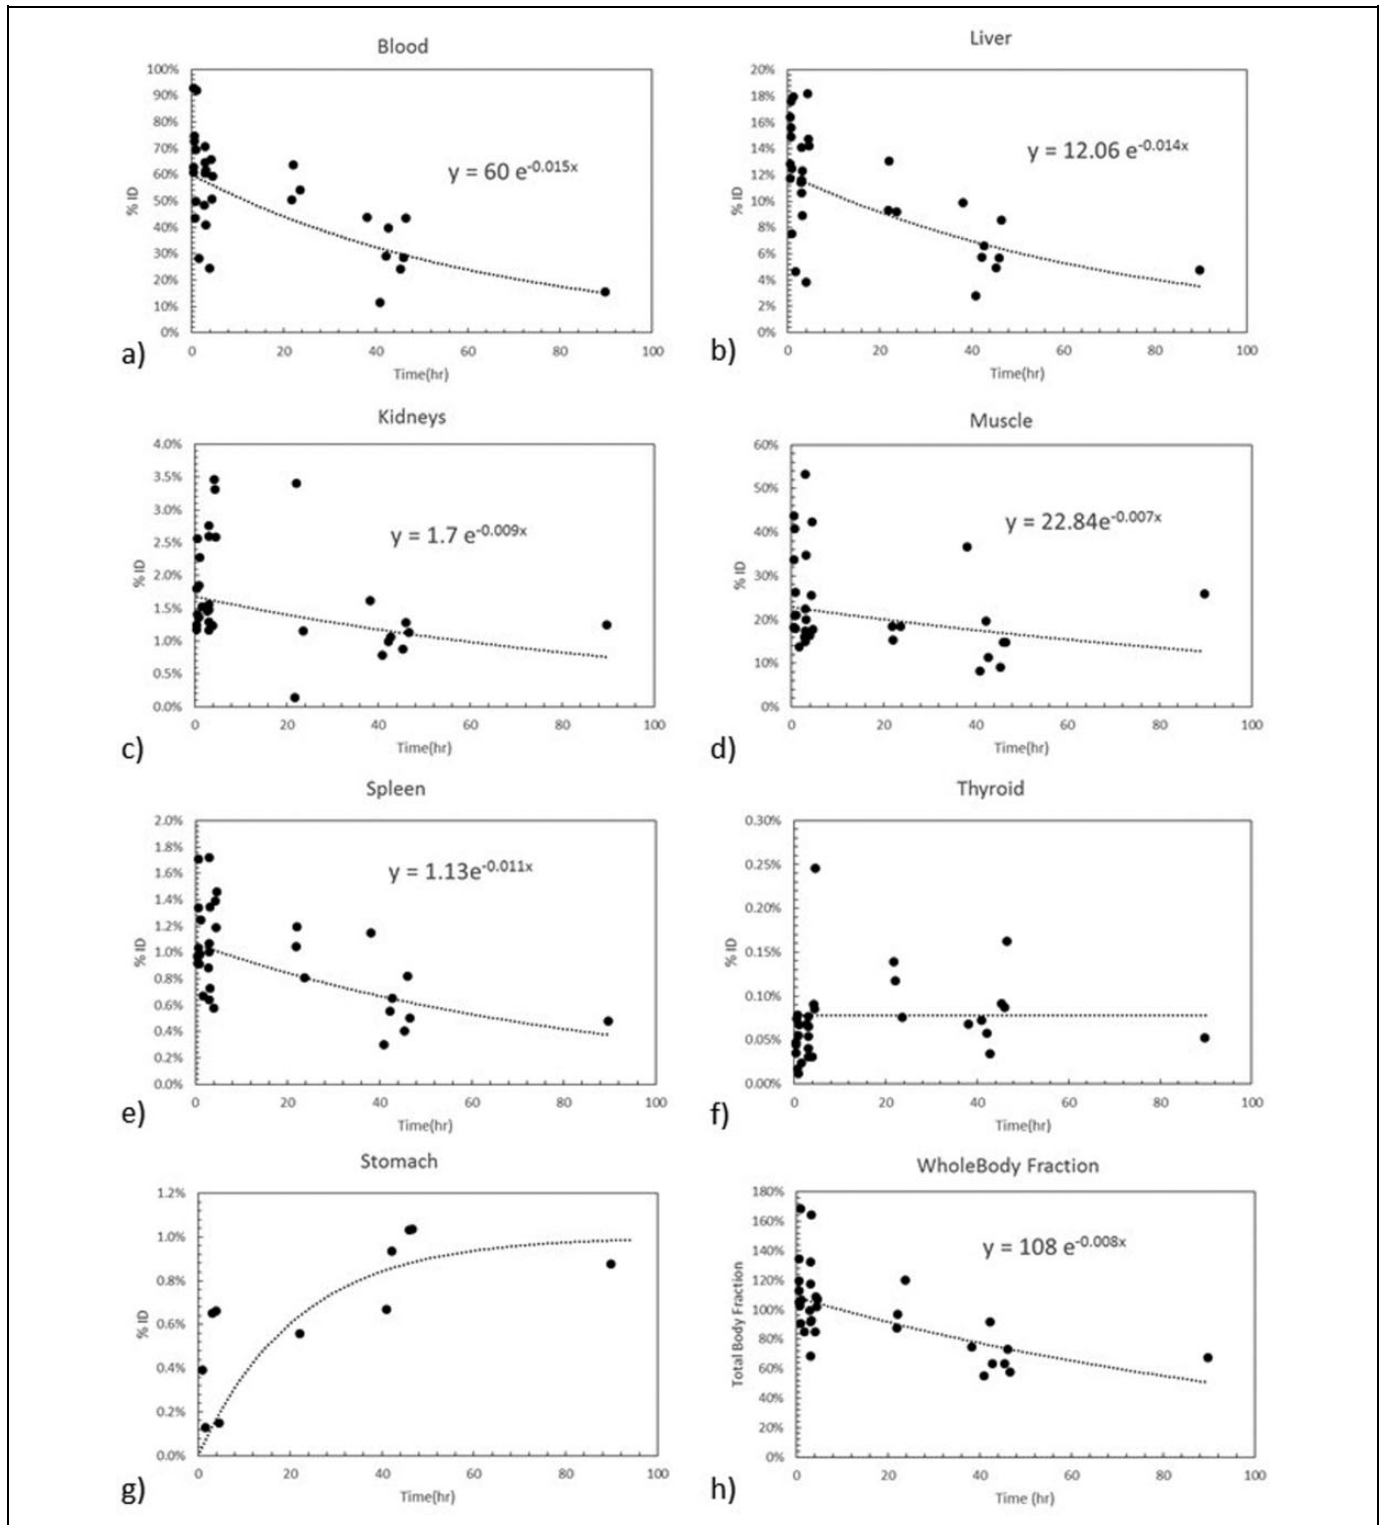 Blood
100%
90%
80%
70%
60%
50%
40%
30%
20%
10%
0%
% ID
y = 60 e-0.015x
0 20 40 60 80 100
Time(hr)
a)
Liver
20%
18%
16%
14%
12%
10%
8%
6%
4%
2%
0%
% ID
y = 12.06 e-0.014x
0 20 40 60 80 100
Time(hr)
b)
Kidneys
4.0%
3.5%
3.0%
2.5%
2.0%
1.5%
1.0%
0.5%
0.0%
% ID
y = 1.7 e-0.009x
0 20 40 60 80 100
Time(hr)
c)
Muscle
60%
50%
40%
30%
20%
10%
0%
% ID
y = 22.84e-0.007x
0 20 40 60 80 100
Time(hr)
d)
Spleen
2.0%
1.8%
1.6%
1.4%
1.2%
1.0%
0.8%
0.6%
0.4%
0.2%
0.0%
% ID
y = 1.13e-0.011x
0 20 40 60 80 100
Time(hr)
e)
Thyroid
0.30%
0.25%
0.20%
0.15%
0.10%
0.05%
0.00%
% ID
0 20 40 60 80 100
Time(hr)
f)
Stomach
1.2%
1.0%
0.8%
0.6%
0.4%
0.2%
0.0%
% ID
0 20 40 60 80 100
Time(hr)
g)
WholeBody Fraction
180%
160%
140%
120%
100%
80%
60%
40%
20%
0%
Total Body Fraction
y = 108 e-0.008x
0 20 40 60 80 100
Time (hr)
h)